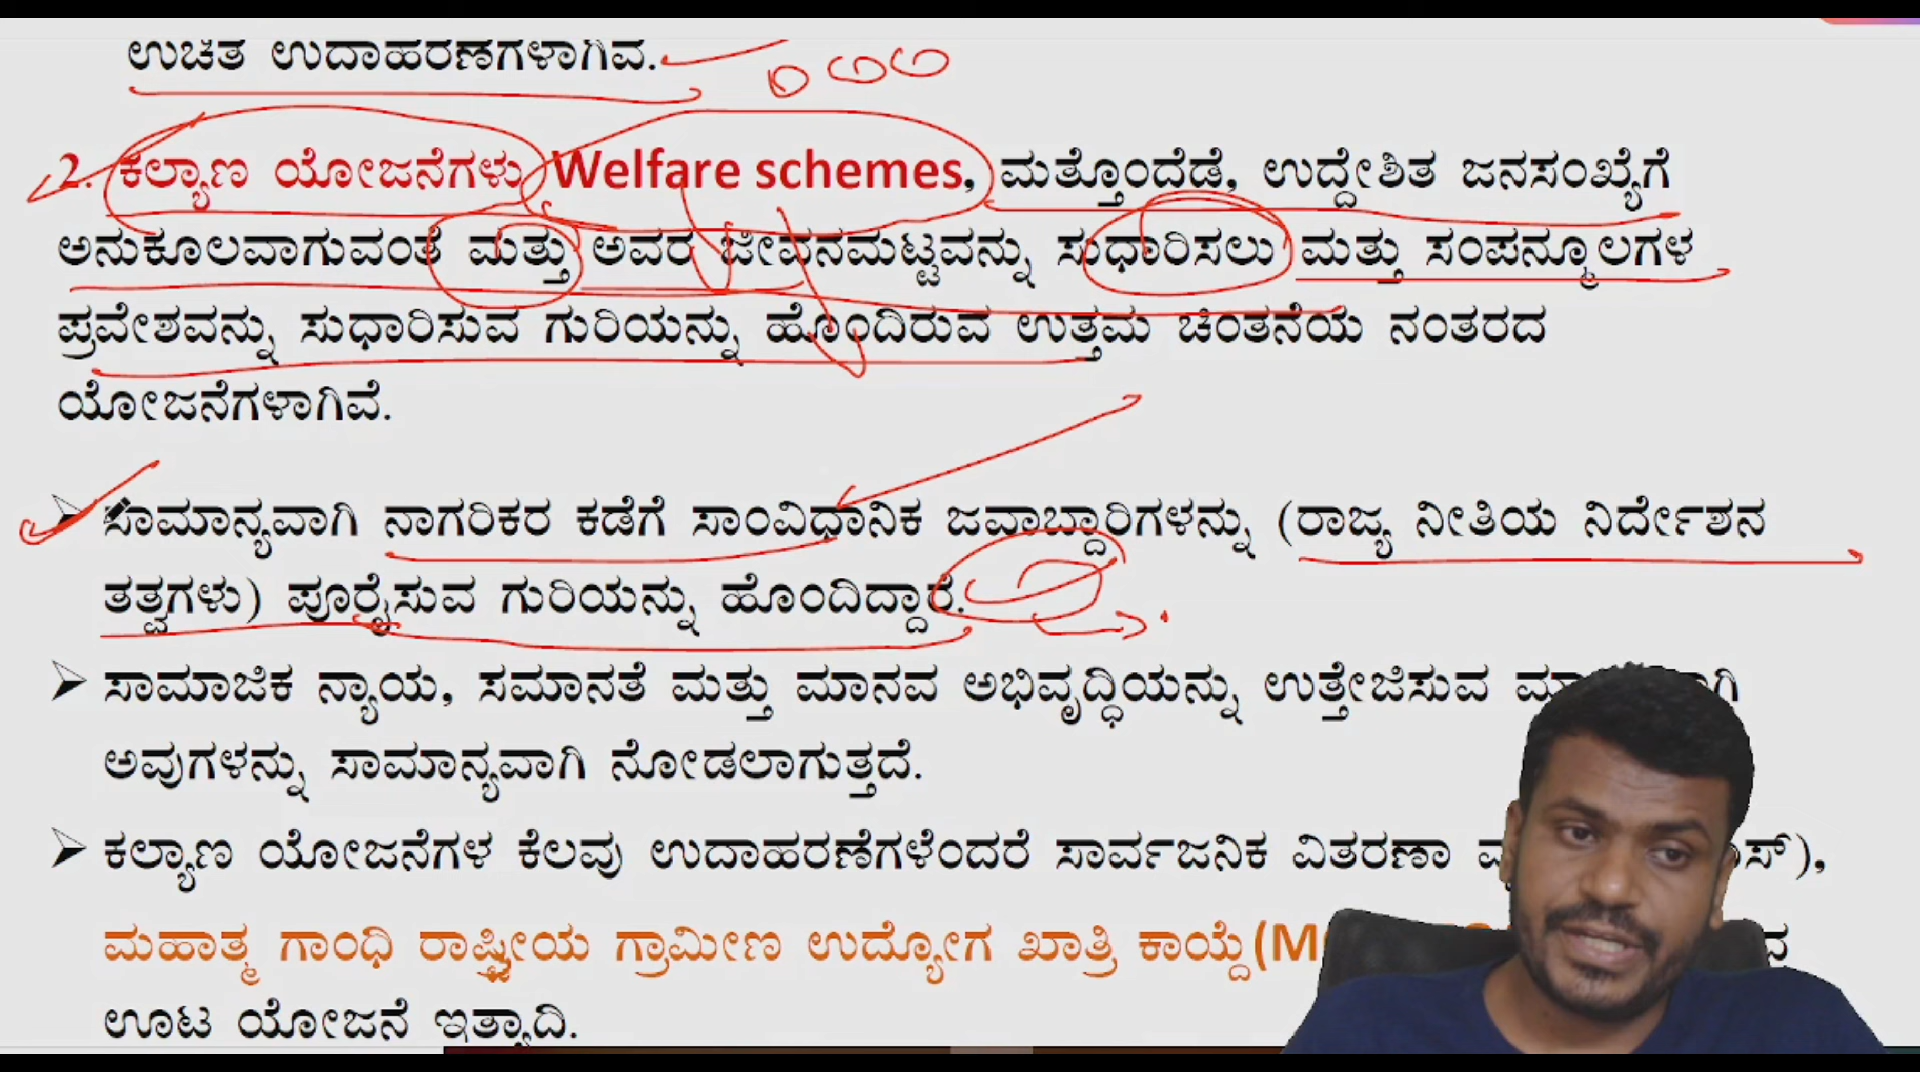 ಉಚಿತ ಉದಾಹರಣೆಗಳಾಗಿವೆ.
2. ಕಲ್ಯಾಣ ಯೋಜನೆಗಳು Welfare schemes, ಮತ್ತೊಂದೆಡೆ, ಉದ್ದೇಶಿತ ಜನಸಂಖ್ಯೆಗೆ
ಅನುಕೂಲವಾಗುವಂತೆ ಮತ್ತು ಅವರ ಜೀವನಮಟ್ಟವನ್ನು ಸುಧಾರಿಸಲು ಮತ್ತು ಸಂಪನ್ಮೂಲಗಳ
ಪ್ರವೇಶವನ್ನು ಸುಧಾರಿಸುವ ಗುರಿಯನ್ನು ಹೊಂದಿರುವ ಉತ್ತಮ ಚಿಂತನೆಯ ನಂತರದ
ಯೋಜನೆಗಳಾಗಿವೆ.
➢ ಸಾಮಾನ್ಯವಾಗಿ ನಾಗರಿಕರ ಕಡೆಗೆ ಸಾಂವಿಧಾನಿಕ ಜವಾಬ್ದಾರಿಗಳನ್ನು (ರಾಜ್ಯ ನೀತಿಯ ನಿರ್ದೇಶನ
ತತ್ವಗಳು) ಪೂರೈಸುವ ಗುರಿಯನ್ನು ಹೊಂದಿದ್ದಾರೆ.
➢ ಸಾಮಾಜಿಕ ನ್ಯಾಯ, ಸಮಾನತೆ ಮತ್ತು ಮಾನವ ಅಭಿವೃದ್ಧಿಯನ್ನು ಉತ್ತೇಜಿಸುವ
ಅವುಗಳನ್ನು ಸಾಮಾನ್ಯವಾಗಿ ನೋಡಲಾಗುತ್ತದೆ.
➢ ಕಲ್ಯಾಣ ಯೋಜನೆಗಳ ಕೆಲವು ಉದಾಹರಣೆಗಳೆಂದರೆ ಸಾರ್ವಜನಿಕ ವಿತರಣಾ
ಮಹಾತ್ಮ ಗಾಂಧಿ ರಾಷ್ಟ್ರೀಯ ಗ್ರಾಮೀಣ ಉದ್ಯೋಗ ಖಾತ್ರಿ ಕಾಯ್ದೆ
ಊಟ ಯೋಜನೆ ಇತ್ಯಾದಿ.